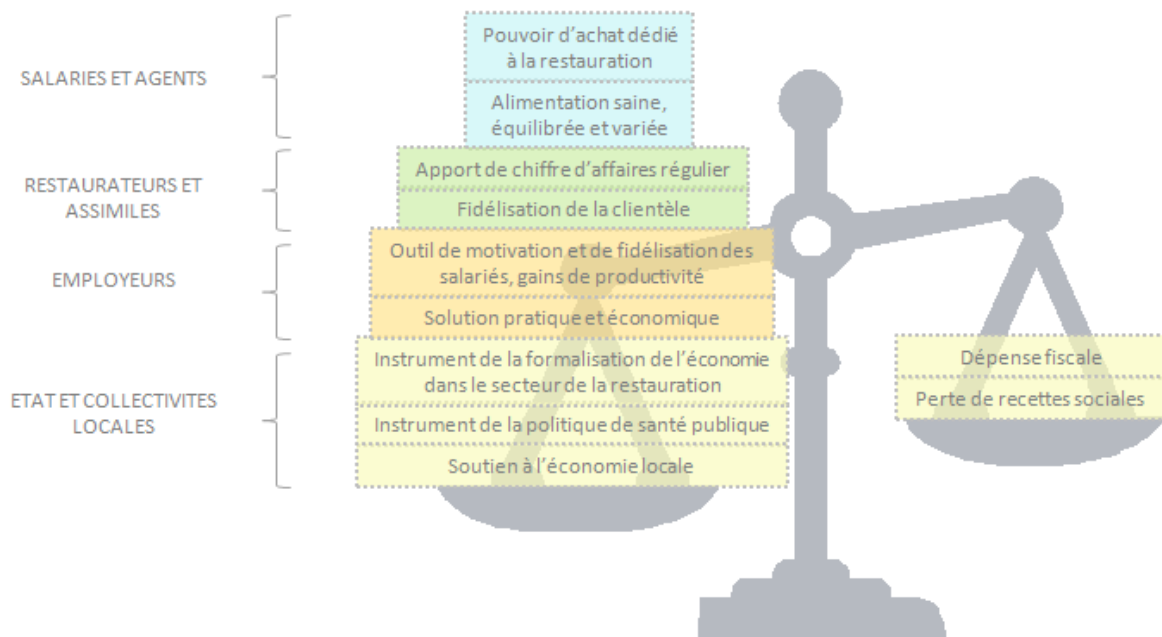 SALARIES ET AGENTS
Pouvoir d'achat dédié
à la restauration
Alimentation saine,
équilibrée et variée
RESTAURATEURS ET
ASSIMILES
Apport de chiffre d'affaires régulier
Fidélisation de la clientèle
EMPLOYEURS
Outil de motivation et de fidélisation des
salariés, gains de productivité
Solution pratique et économique
ETAT ET COLLECTIVITES
LOCALES
Instrument de la formalisation de l'économie
dans le secteur de la restauration
Instrument de la politique de santé publique
Soutien à l'économie locale
Dépense fiscale
Perte de recettes sociales